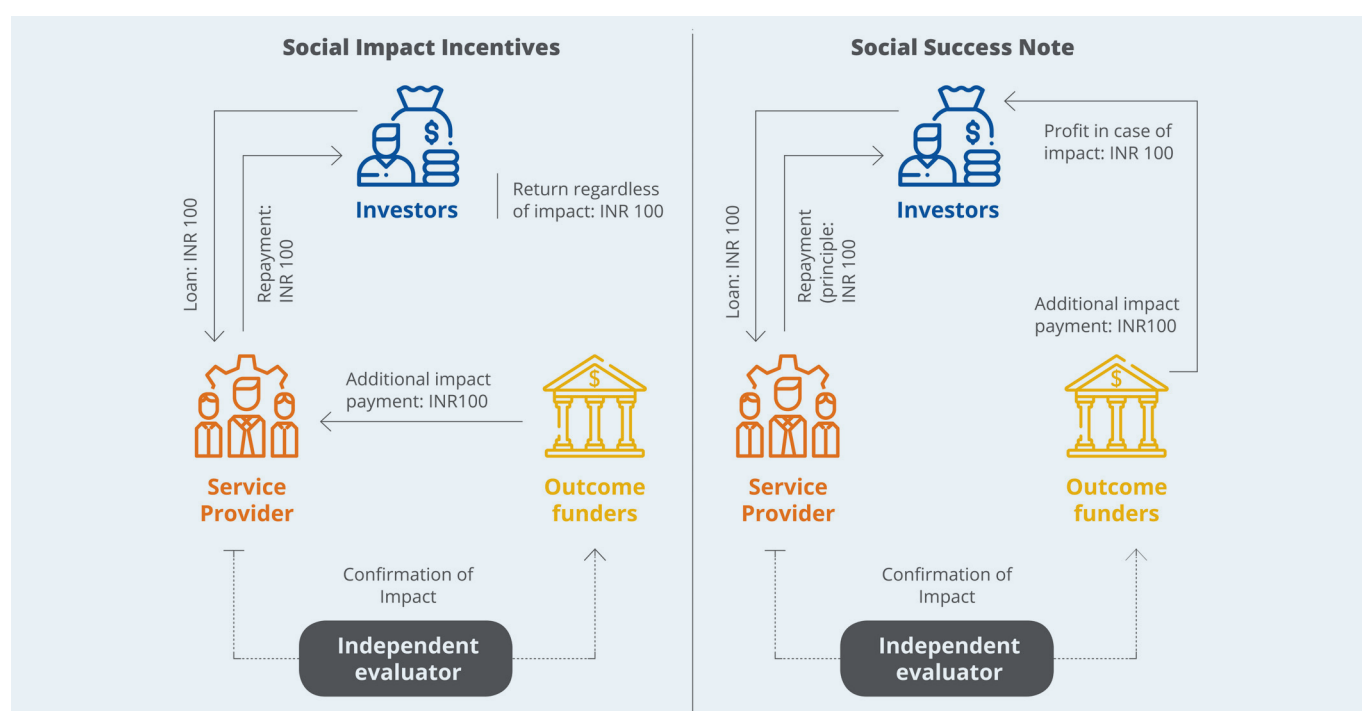 Social Impact Incentives
$
Investors
Return regardless
of impact: INR 100
Loan: INR 100
Repayment:
INR 100
Additional impact
payment: INR100
$
Service
Provider
Outcome
funders
Confirmation of
Impact
Independent
evaluator
Social Success Note
$
Investors
Profit in case of
impact: INR 100
Loan: INR 100
Repayment
(principle:
INR 100
Additional impact
payment: INR100
$
Service
Provider
Outcome
funders
Confirmation of
Impact
Independent
evaluator